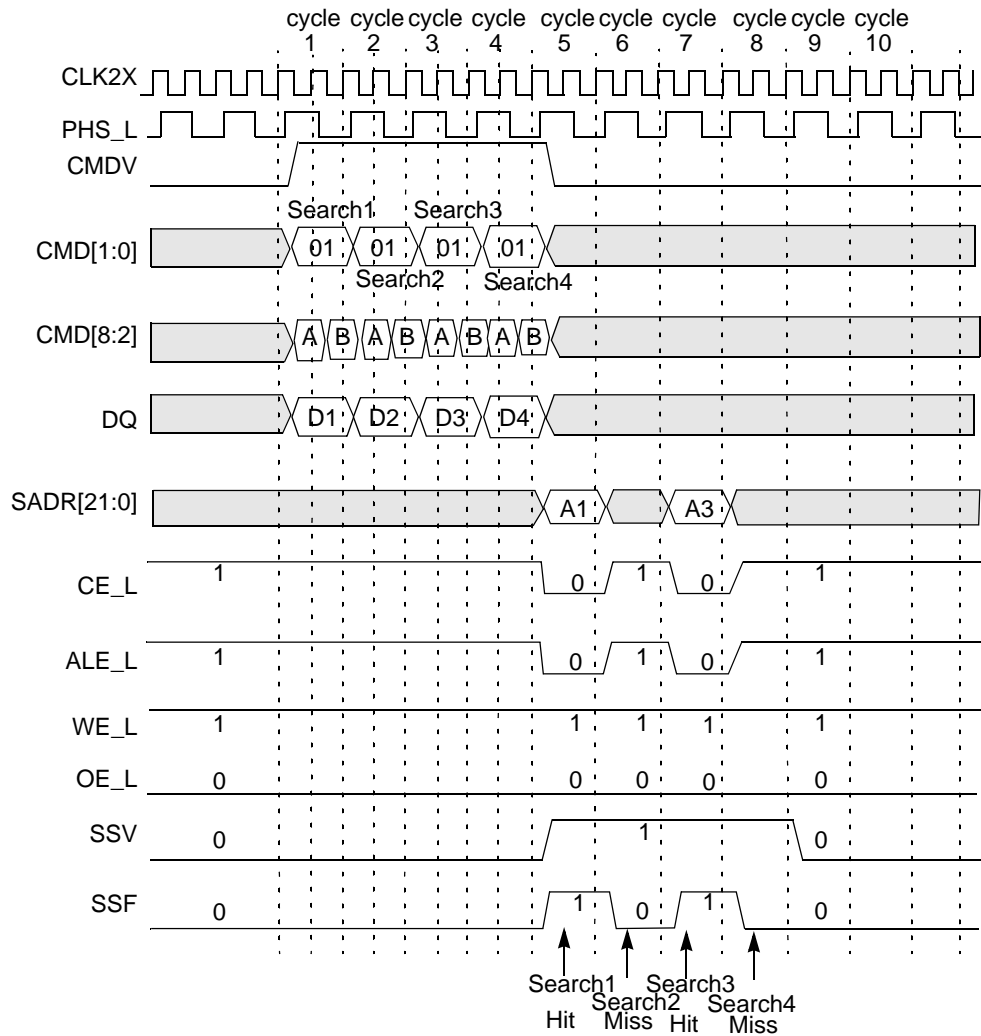 cycle cycle cycle cycle cycle cycle cycle cycle cycle cycle
1 2 3 4 5 6 7 8 9 10
CLK2X
PHS_L
CMDV
Search1 Search3
CMD[1:0] 01 01 01 01
Search2 Search4
CMD[8:2] A B A B A B A B
DQ D1 D2 D3 D4
SADR[21:0] A1 A3
CE_L 1 0 1 0 1
ALE_L 1 0 1 0 1
WE_L 1 1 1 1 1
OE_L 0 0 0 0 0
SSV 0 1 0
SSF 0 1 0 1 0
Search1 Search2 Search3 Search4
Hit Miss Hit Miss